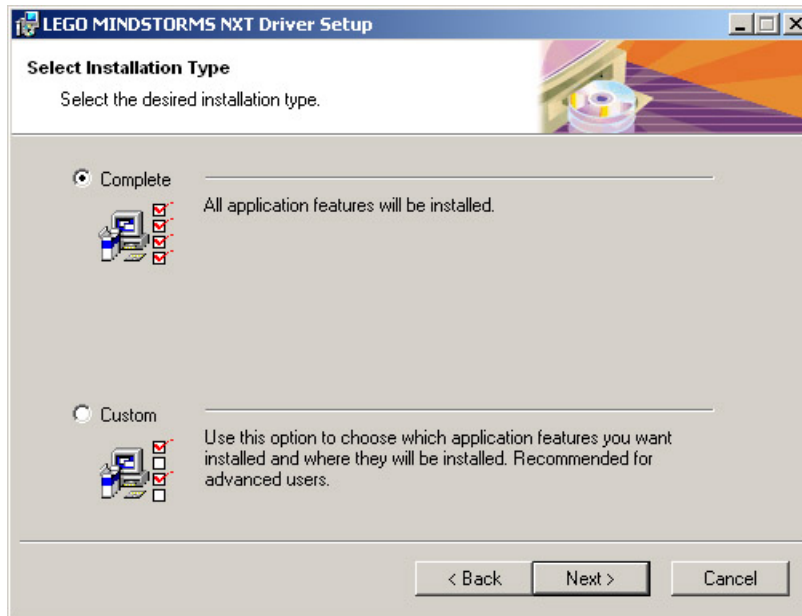 LEGO MINDSTORMS NXT Driver Setup
Select Installation Type
Select the desired installation type.
Complete
All application features will be installed.
Custom
Use this option to choose which application features you want
installed and where they will be installed. Recommended for
advanced users.
< Back
Next >
Cancel